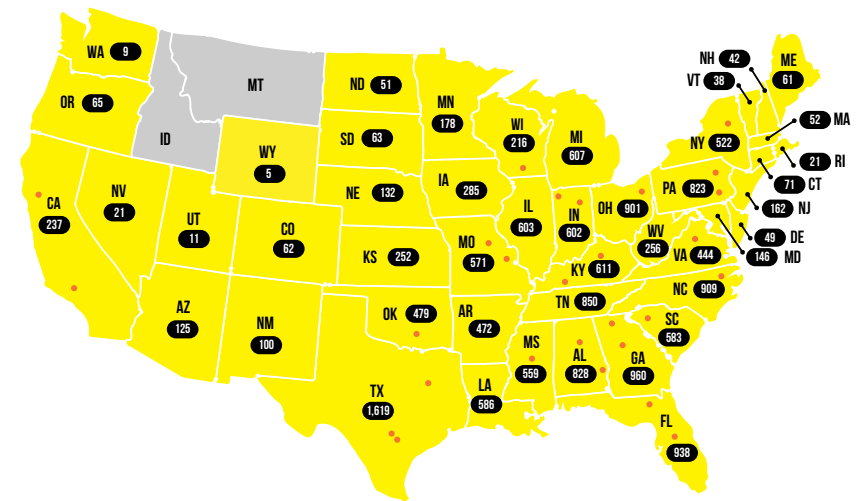 WA 9
OR 65
MT
ID
WY
5
ND 51
SD 63
NE 132
MN
178
WI
216
MI
607
NH 42
VT 38
ME
61
52 MA
NY 522
21 RI
71 CT
162 NJ
49 DE
146 MD
PA 823
CA
237
NV
21
UT
11
CO
62
KS 252
IA 285
IL
603
IN
602
OH 901
WV
256
VA 444
MO
571
KY 611
NC 909
TN 850
AZ
125
NM
100
OK 479
AR
472
MS
559
AL
828
GA
960
SC
583
TX
1,619
LA
586
FL
938